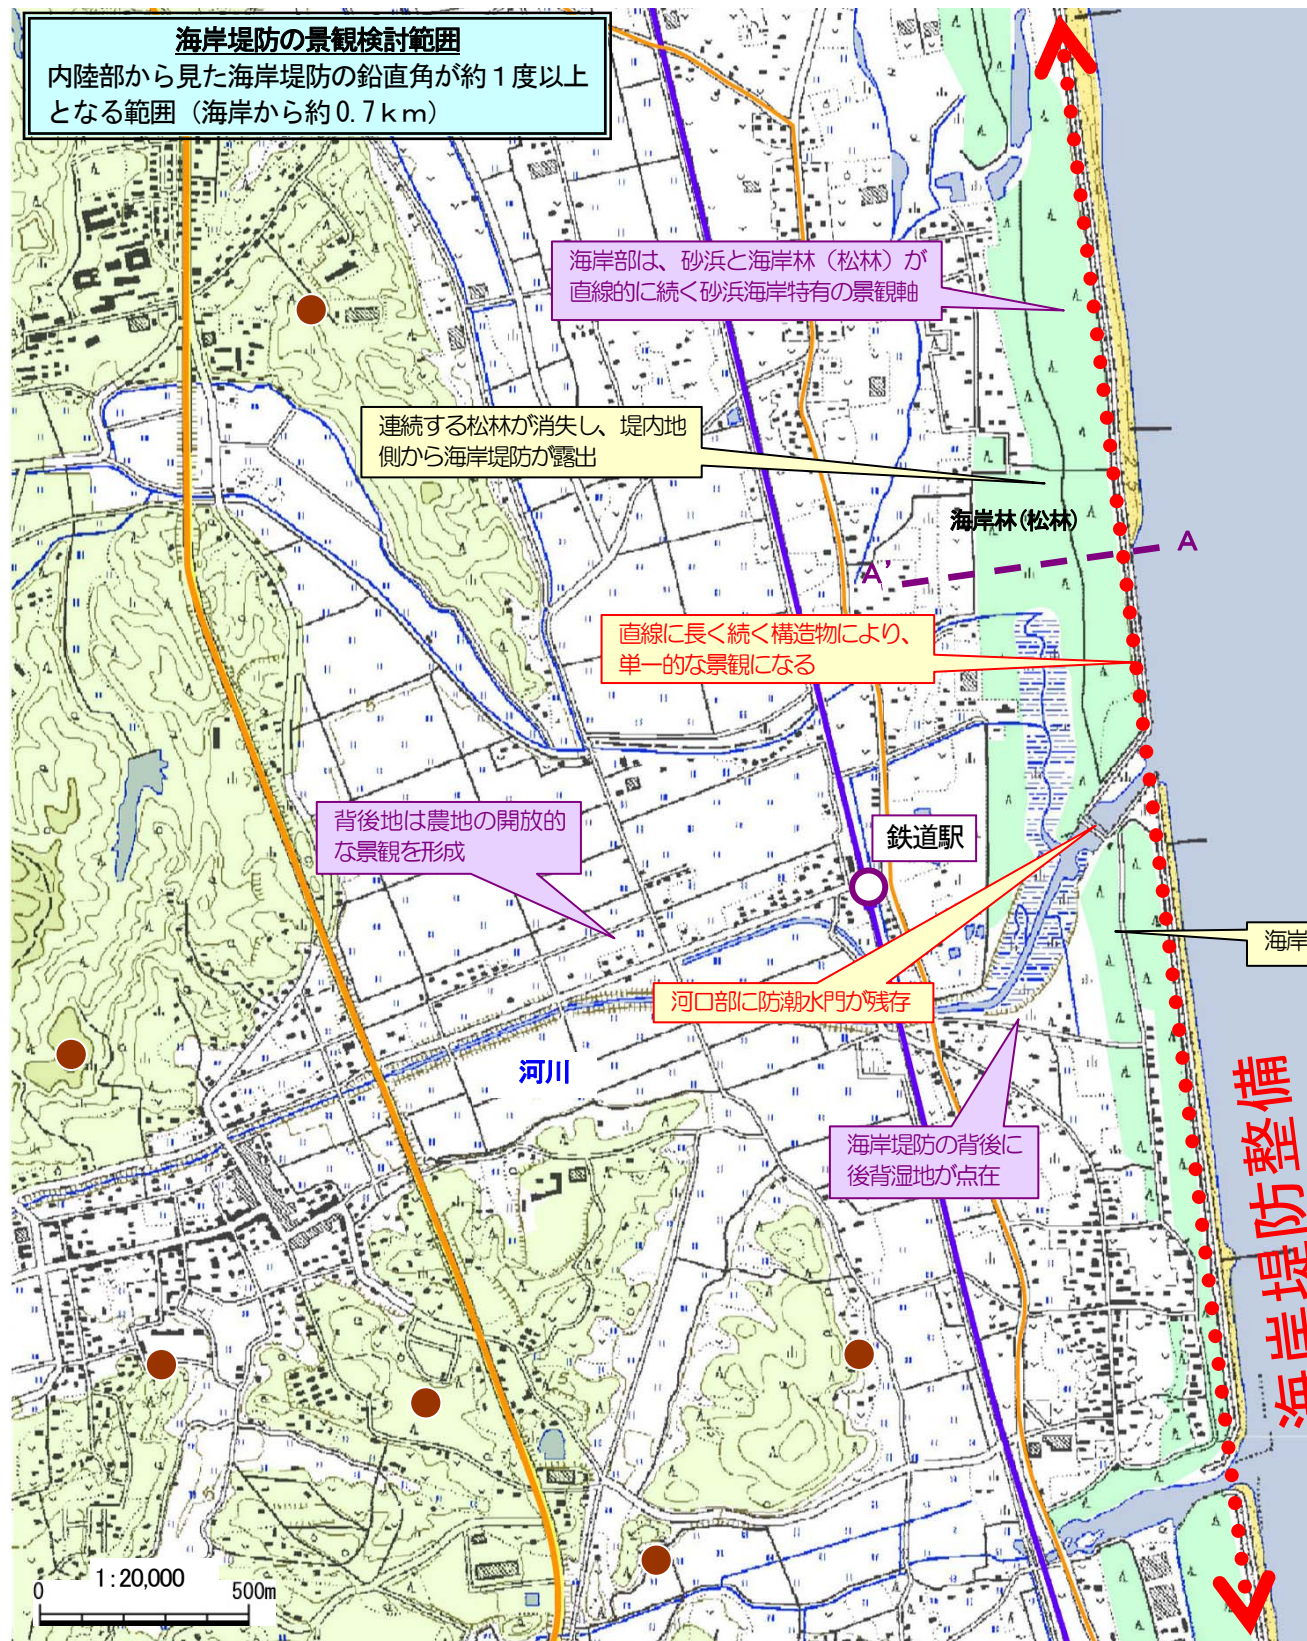 海岸堤防の景観検討範囲
内陸部から見た海岸堤防の鉛直角が約1度以上
となる範囲（海岸から約0.7km）
海岸部は、砂浜と海岸林（松林）が
直線的に続く砂浜海岸特有の景観軸
連続する松林が消失し、堤内地
側から海岸堤防が露出
海岸林(松林)
A
A'
直線に長く続く構造物により、
単一的な景観になる
背後地は農地の開放的
な景観を形成
鉄道駅
海岸
河口部に防潮水門が残存
河川
海岸堤防の背後に
後背湿地が点在
海岸堤防整備
1:20,000
0 500m